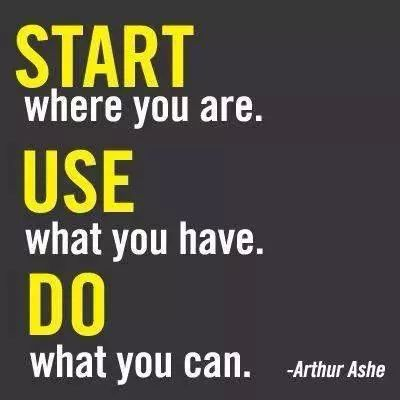 START
where you are.
USE
what you have.
DO
what you can.
-Arthur Ashe